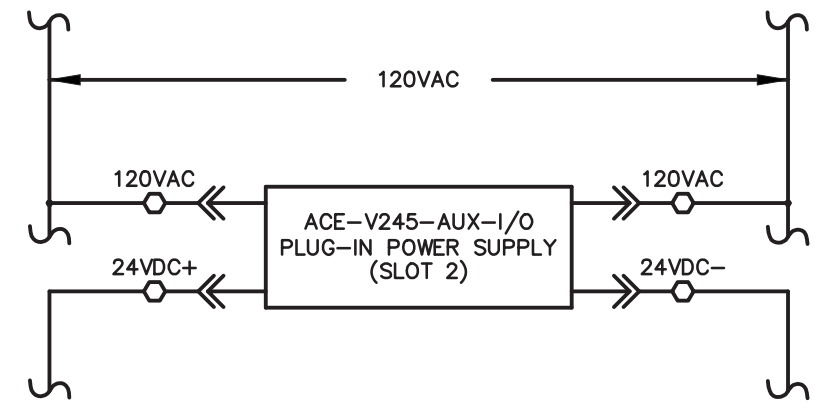 120VAC
120VAC
120VAC
ACE-V245-AUX-I/O
PLUG-IN POWER SUPPLY
(SLOT 2)
24VDC+
24VDC-